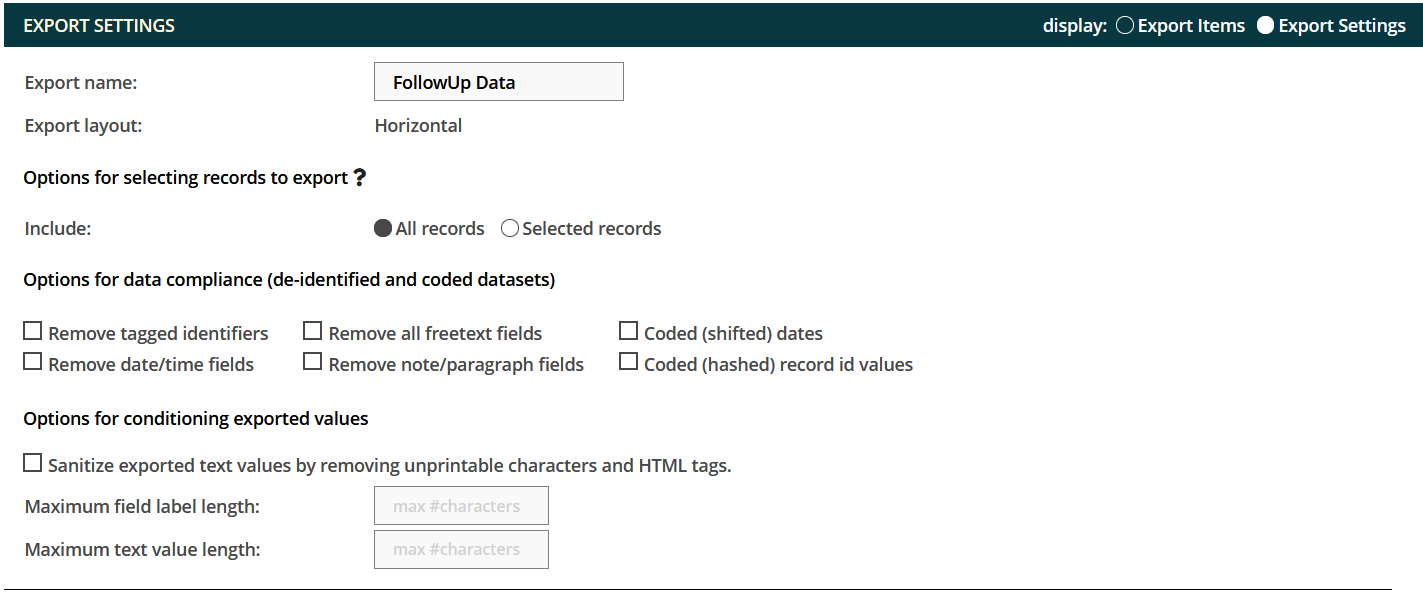 EXPORT SETTINGS display: Export Items Export Settings
Export name: FollowUp Data
Export layout: Horizontal
Options for selecting records to export ?
Include: All records Selected records
Options for data compliance (de-identified and coded datasets)
Remove tagged identifiers Remove all freetext fields Coded (shifted) dates
Remove date/time fields Remove note/paragraph fields Coded (hashed) record id values
Options for conditioning exported values
Sanitize exported text values by removing unprintable characters and HTML tags.
Maximum field label length: max #characters
Maximum text value length: max #characters